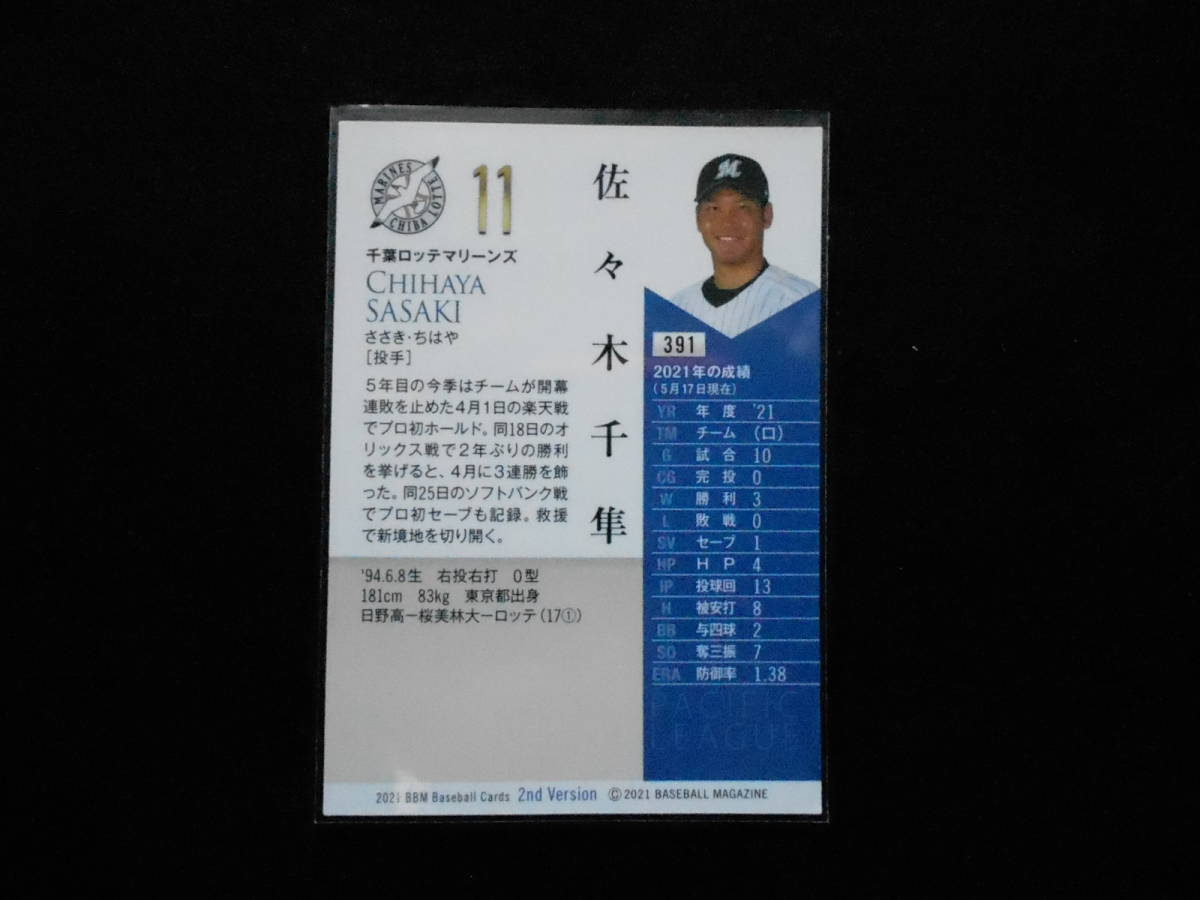 MARINES
CHIBA LOTTE
11
千葉ロッテマリーンズ
CHIHAYA
SASAKI
ささき・ちはや
[投手]
5年目の今季はチームが開幕
連敗を止めた4月1日の楽天戦
でプロ初ホールド。同18日のオ
リックス戦で2年ぶりの勝利
を挙げると、4月に3連勝を飾
った。同25日のソフトバンク戦
でプロ初セーブも記録。救援
で新境地を切り開く。
'94.6.8生 右投右打 O型
181cm 83kg 東京都出身
日野高ー桜美林大ーロッテ(17①)
佐々木千隼
M
391
2021年の成績
(5月17日現在)
YR 年度 '21
TM チーム (ロ)
G 試合 10
CG 完投 0
W 勝利 3
L 敗戦 0
SV セーブ 1
HP HP 4
IP 投球回 13
H 被安打 8
BB 与四球 2
SO 奪三振 7
ERA 防御率 1.38
PACIFIC
LEAGUE
2021 BBM Baseball Cards 2nd Version ©2021 BASEBALL MAGAZINE